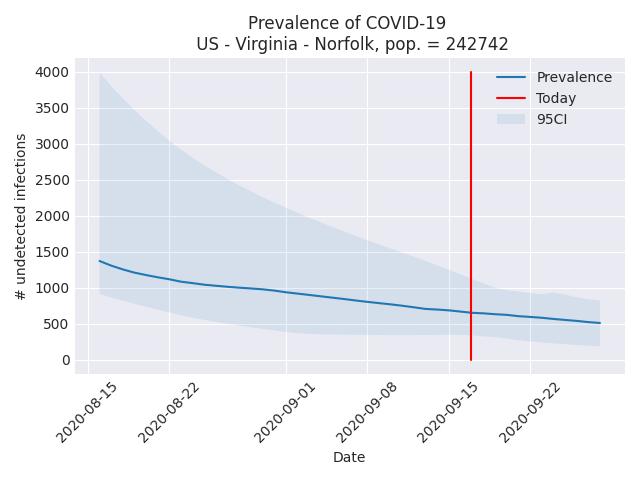 Prevalence of COVID-19
US - Virginia - Norfolk, pop. = 242742
# undetected infections
4000
3500
3000
2500
2000
1500
1000
500
0
Prevalence
Today
95CI
2020-08-15
2020-08-22
2020-09-01
2020-09-08
2020-09-15
2020-09-22
Date